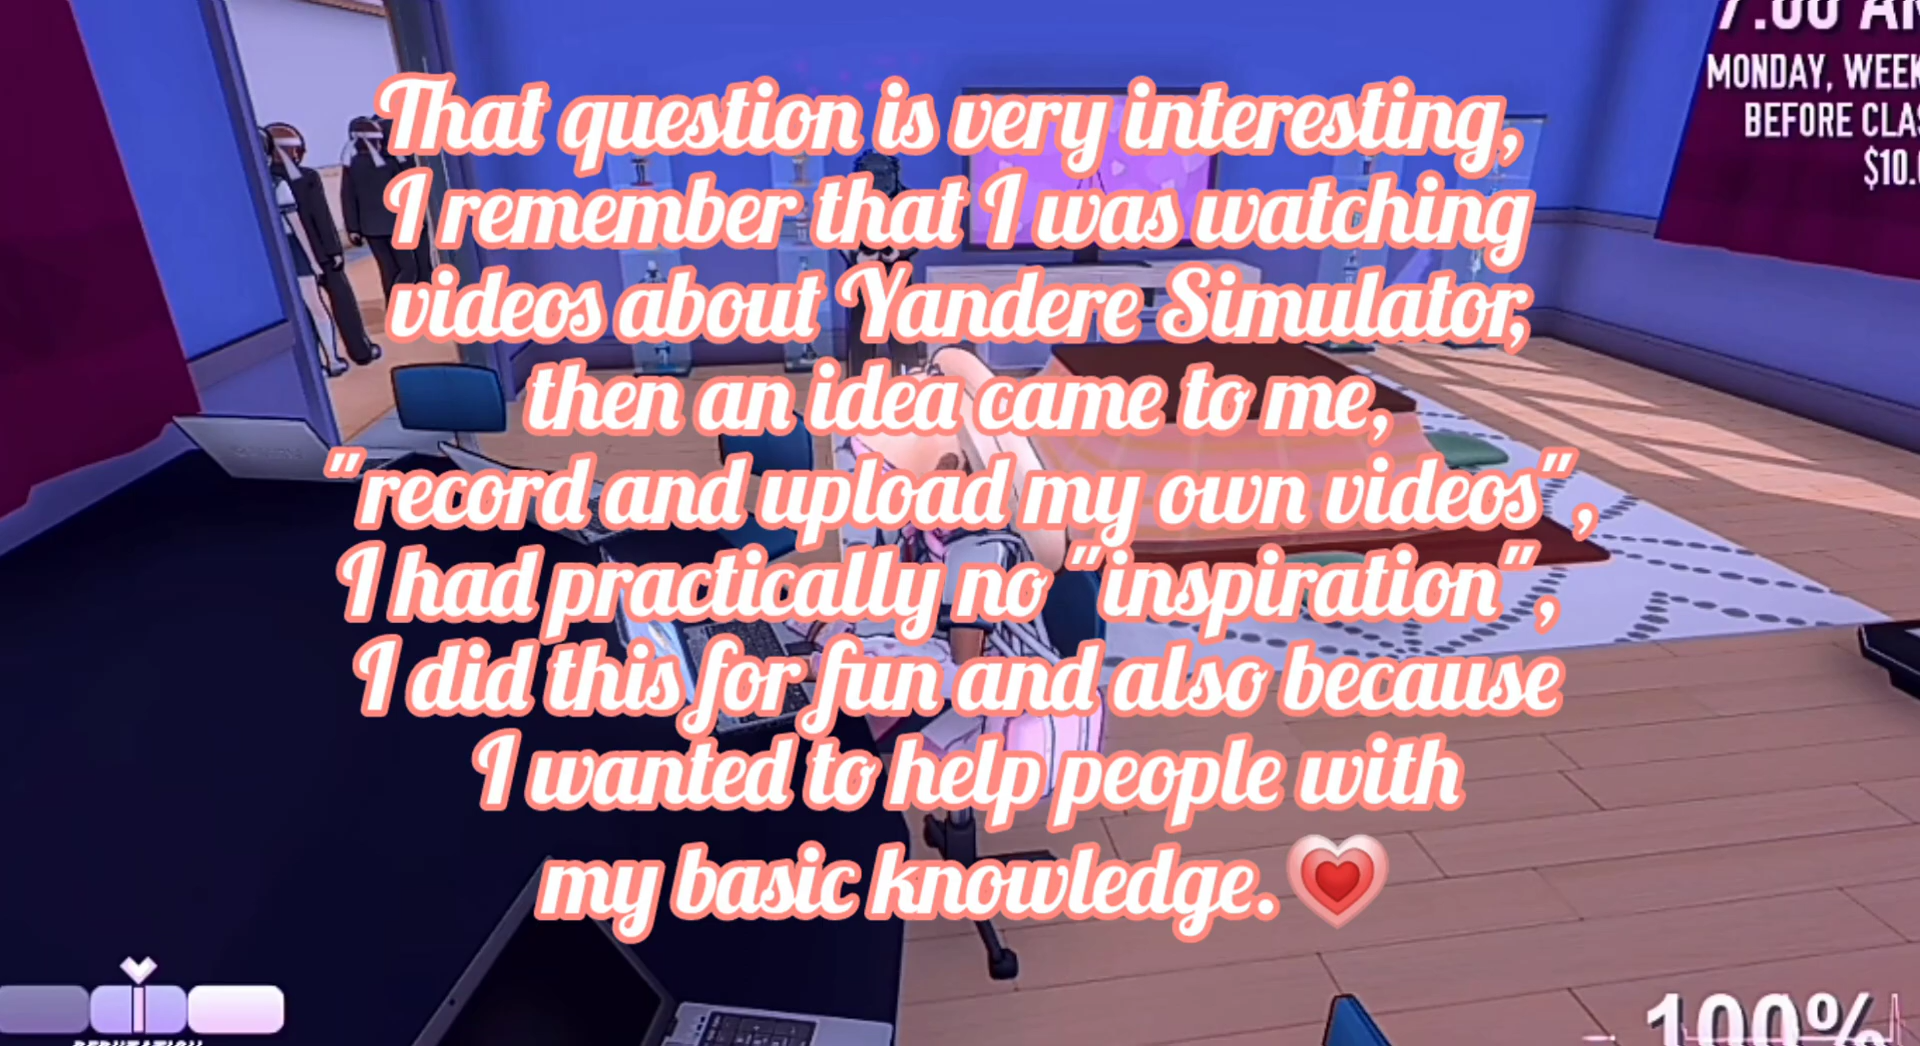 MONDAY, WEEK
BEFORE
$10.
That question is very interesting,
I remember that I was watching
videos about Yandere Simulator,
then an idea came to me,
"record and upload my own videos",
I had practically no "inspiration",
I did this for fun and also because
I wanted to help people with
my basic knowledge.
100%